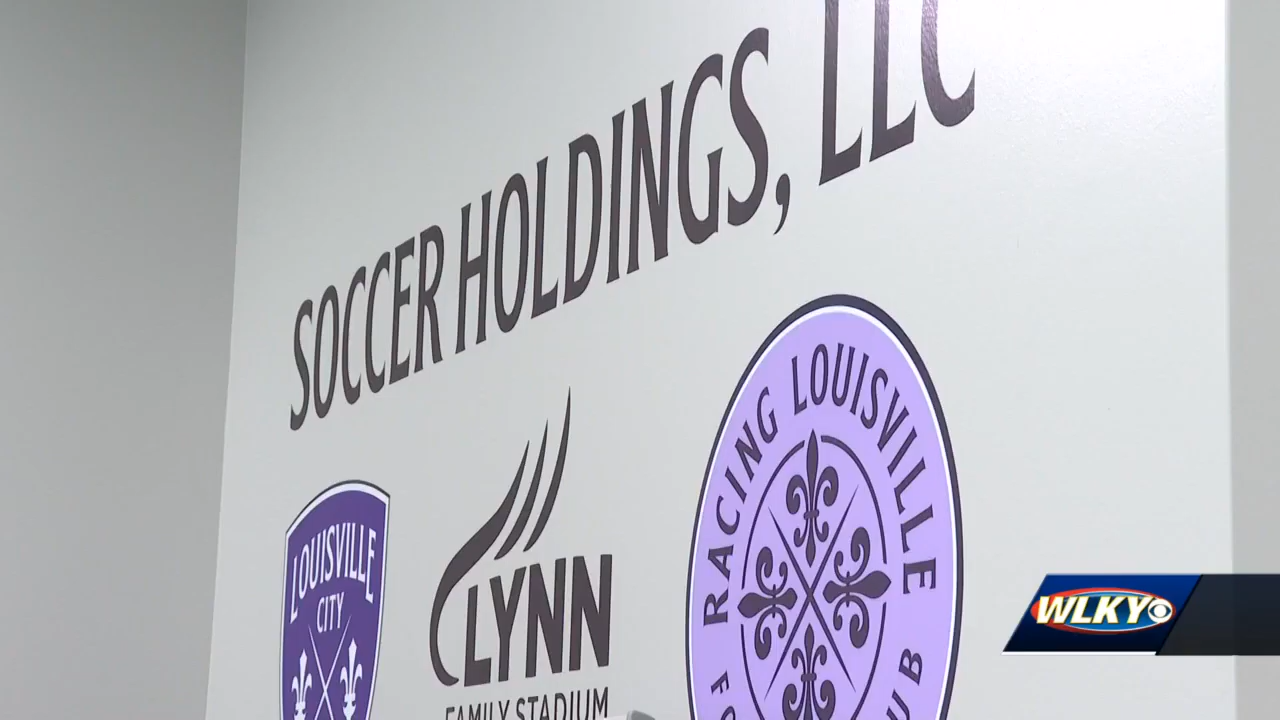 SOCCER HOLDINGS, LLC
LOUISVILLE
CITY
LYNN
FAMILY STADIUM
RACING LOUISVILLE
WLKY